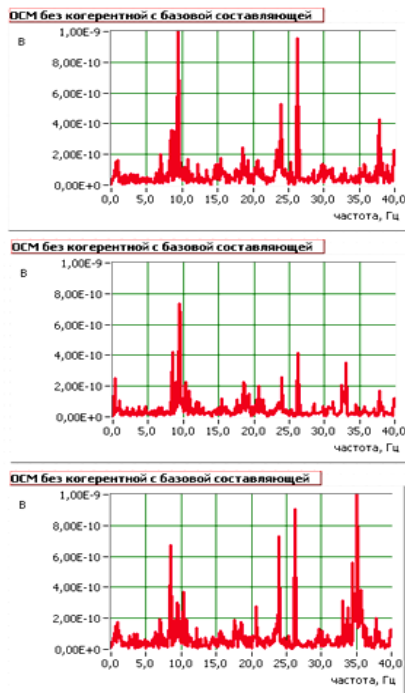 ОСМ без когерентной с базовой составляющей
В
1,00E-9
8,00E-10
6,00E-10
4,00E-10
2,00E-10
0,00E+0
0,0 5,0 10,0 15,0 20,0 25,0 30,0 35,0 40,0
частота, Гц
ОСМ без когерентной с базовой составляющей
В
1,00E-9
8,00E-10
6,00E-10
4,00E-10
2,00E-10
0,00E+0
0,0 5,0 10,0 15,0 20,0 25,0 30,0 35,0 40,0
частота, Гц
ОСМ без когерентной с базовой составляющей
В
1,00E-9
8,00E-10
6,00E-10
4,00E-10
2,00E-10
0,00E+0
0,0 5,0 10,0 15,0 20,0 25,0 30,0 35,0 40,0
частота, Гц